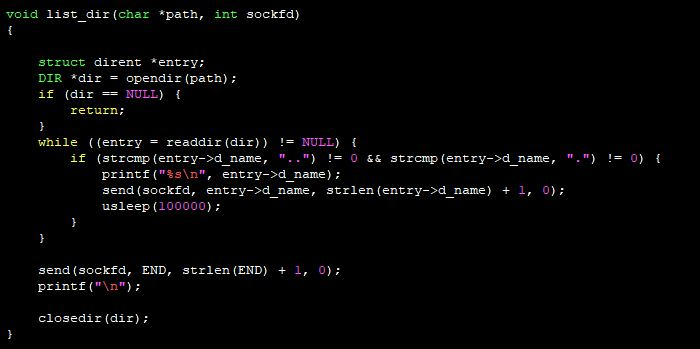 void list_dir(char *path, int sockfd)
{
struct dirent *entry;
DIR *dir = opendir(path);
if (dir == NULL) {
return;
}
while ((entry = readdir(dir)) != NULL) {
if (strcmp(entry->d_name, "..") != 0 && strcmp(entry->d_name, ".") != 0) {
printf("%s\n", entry->d_name);
send(sockfd, entry->d_name, strlen(entry->d_name) + 1, 0);
usleep(100000);
}
}
send(sockfd, END, strlen(END) + 1, 0);
printf("\n");
closedir(dir);
}